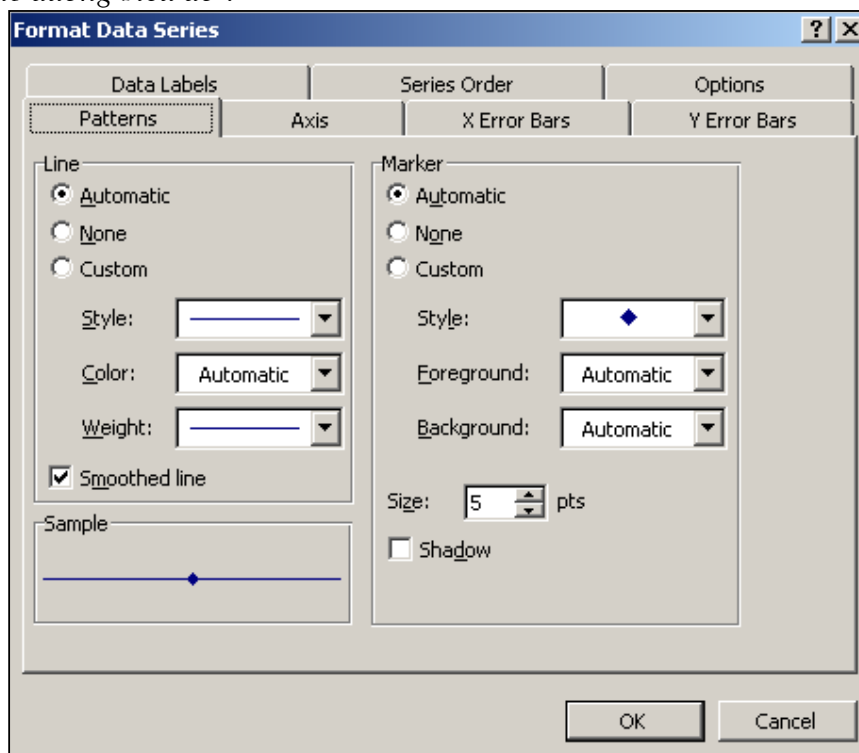 Format Data Series
Data Labels Series Order Options
Patterns Axis X Error Bars Y Error Bars
Line
Automatic
None
Custom
Style:
Color: Automatic
Weight:
Smoothed line
Sample
Marker
Automatic
None
Custom
Style:
Foreground: Automatic
Background: Automatic
Size: 5 pts
Shadow
OK Cancel